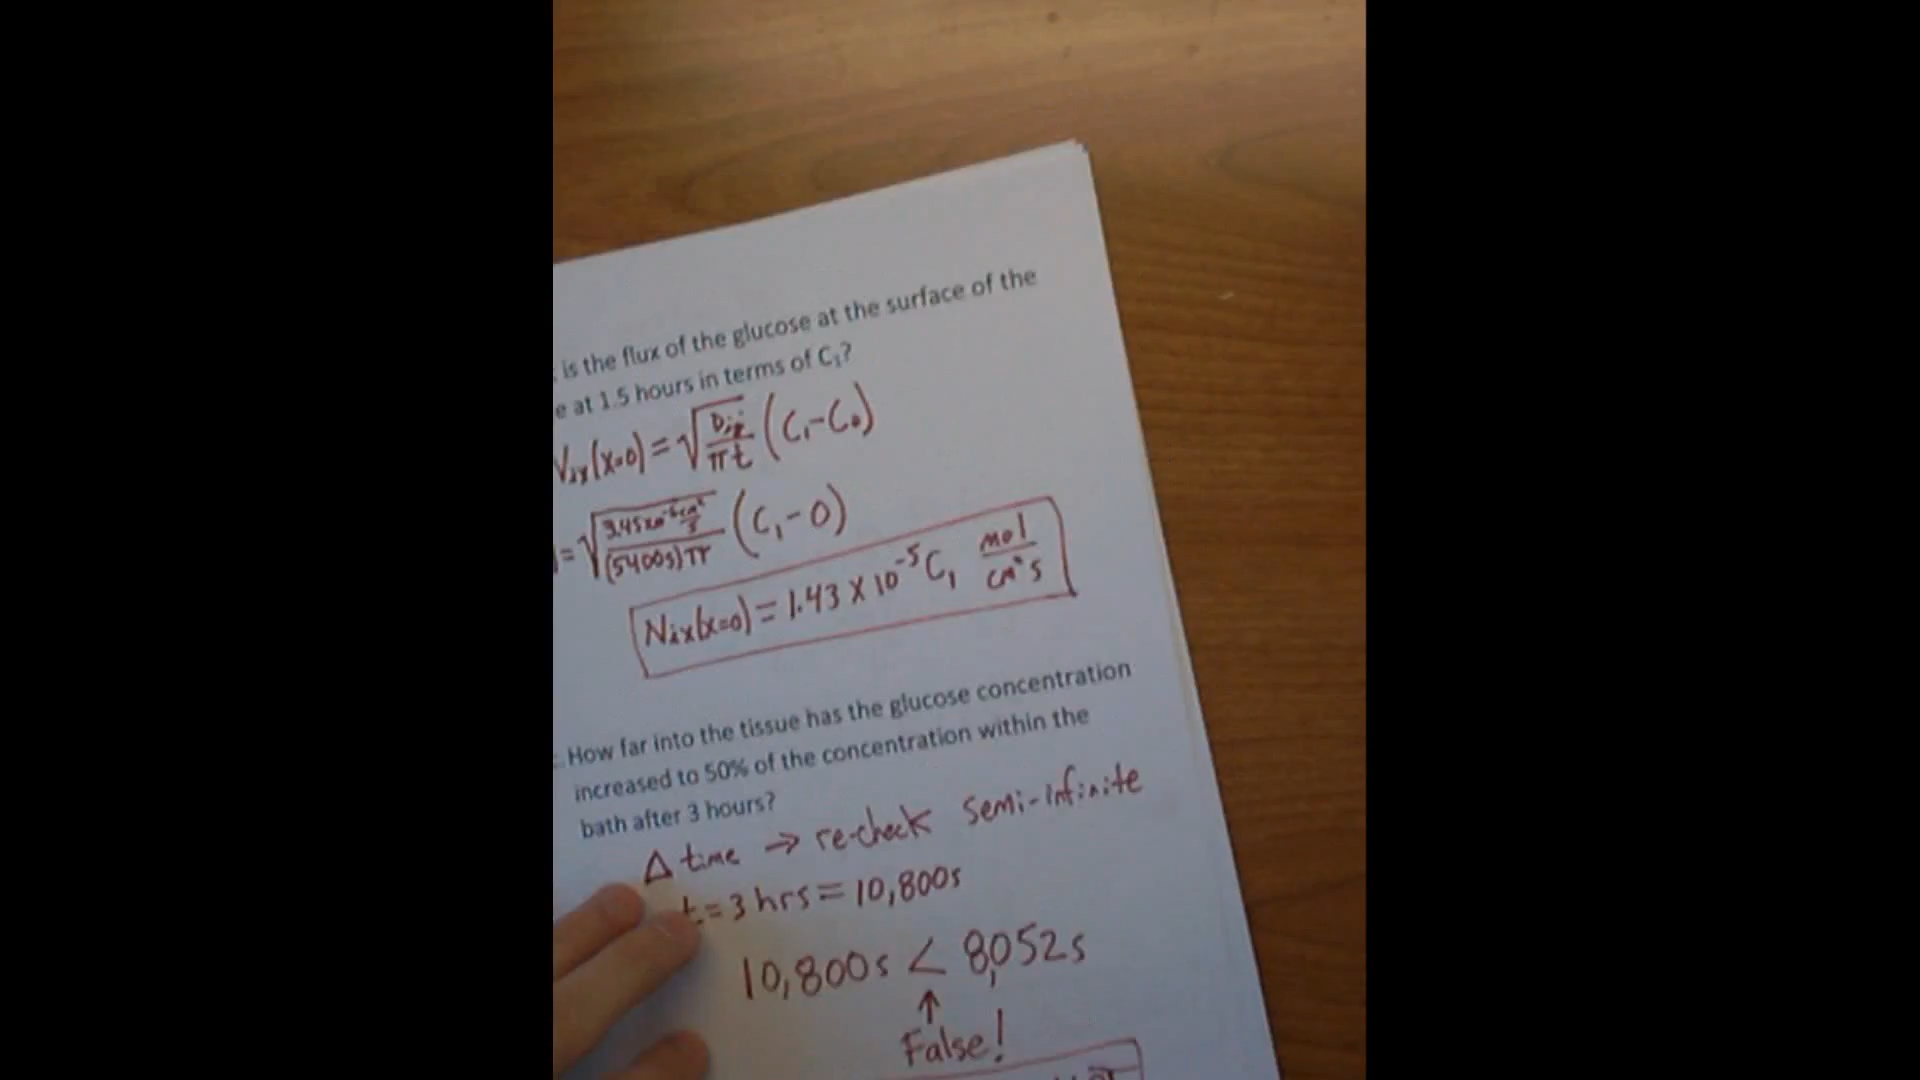 is the flux of the glucose at the surface of the
e at 1.5 hours in terms of C₁?
(x=0) = √(Dij/πt) (C₁-C₀)
= √(3.45x10⁻⁶cm²/s/(5400s)π) (C₁-0)
Nix(x=0) = 1.43 x 10⁻⁵ C₁ mol/cm²s
How far into the tissue has the glucose concentration
increased to 50% of the concentration within the
bath after 3 hours?
Δ time → re-check semi-infinite
t = 3 hrs = 10,800s
10,800s < 8,052s
↑
False!